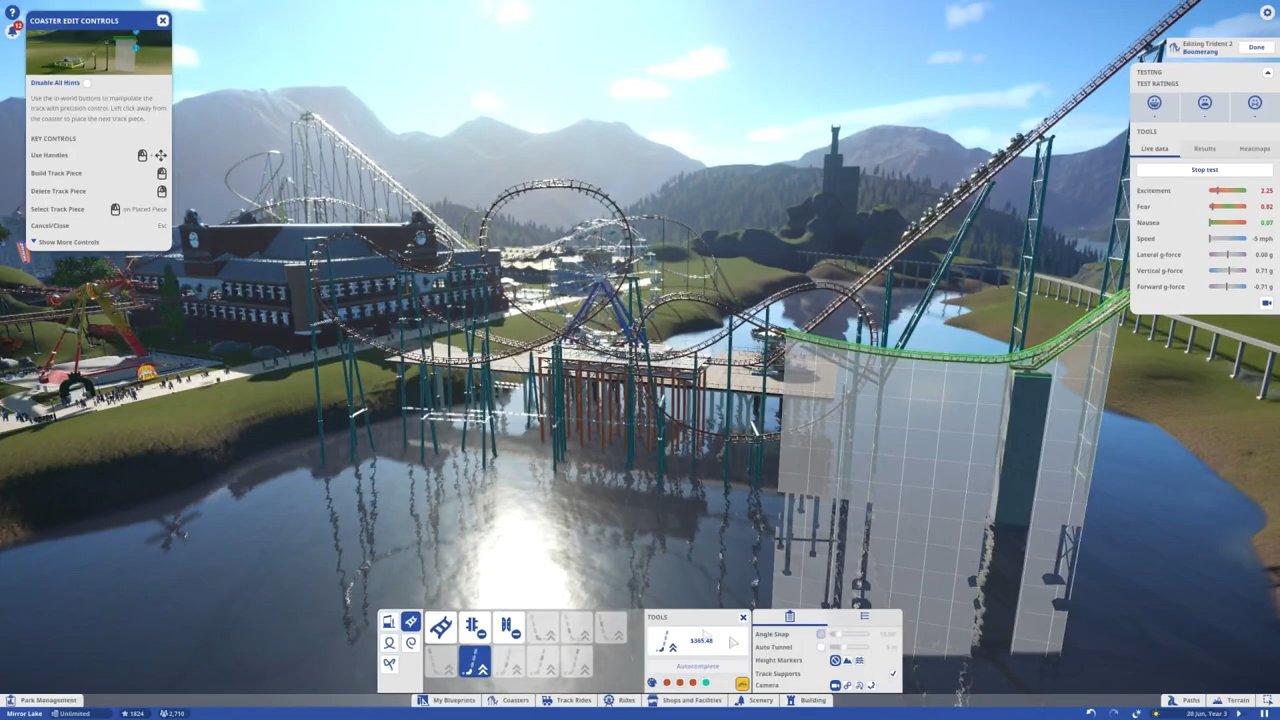 ?
12
COASTER EDIT CONTROLS
Disable All Hints
Use the in-world buttons to manipulate the
track with precision control. Left click away from
the coaster to place the next track piece.
KEY CONTROLS
Use Handles
Build Track Piece
Delete Track Piece
Select Track Piece
on Placed Piece
Cancel/Close
Esc
Show More Controls
Editing Trident 2
Boomerang
Done
TESTING
TEST RATINGS
-
-
-
TOOLS
Live data
Results
Heatmaps
Stop test
Excitement
2.25
Fear
0.82
Nausea
0.07
Speed
-5 mph
Lateral g-force
0.00 g
Vertical g-force
0.71 g
Forward g-force
-0.71 g
TOOLS
$365.48
Autocomplete
Angle Snap
Auto Tunnel
Height Markers
Track Supports
Camera
Park Management
My Blueprints
Coasters
Track Rides
Rides
Shops and Facilities
Scenery
Building
Paths
Terrain
Mirror Lake
Unlimited
1824
2,710
20 Jun, Year 3